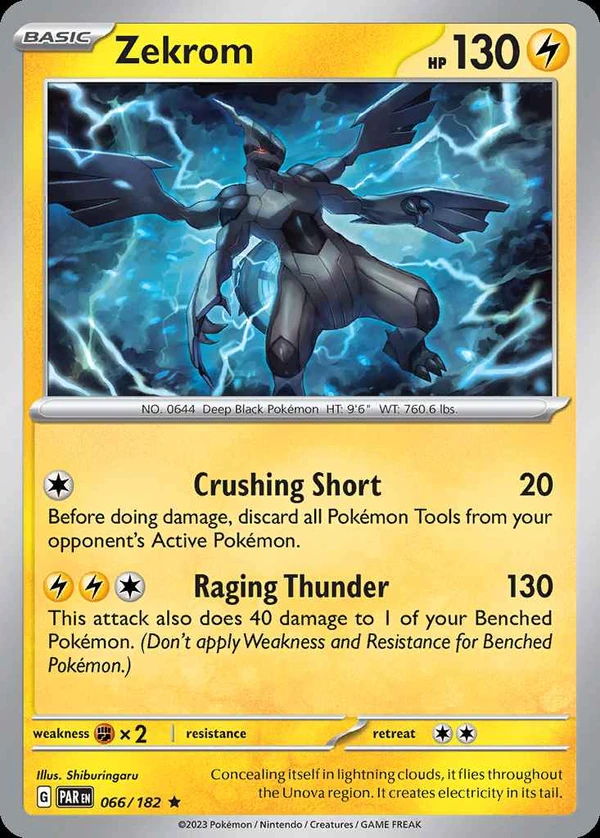 BASIC Zekrom HP 130
NO. 0644 Deep Black Pokémon HT: 9'6" WT: 760.6 lbs.
Crushing Short 20
Before doing damage, discard all Pokémon Tools from your
opponent's Active Pokémon.
Raging Thunder 130
This attack also does 40 damage to 1 of your Benched
Pokémon. (Don't apply Weakness and Resistance for Benched
Pokémon.)
weakness ×2 resistance retreat
Illus. Shiburingaru
Concealing itself in lightning clouds, it flies throughout
the Unova region. It creates electricity in its tail.
G PAR EN 066/182 ★
©2023 Pokémon / Nintendo / Creatures / GAME FREAK